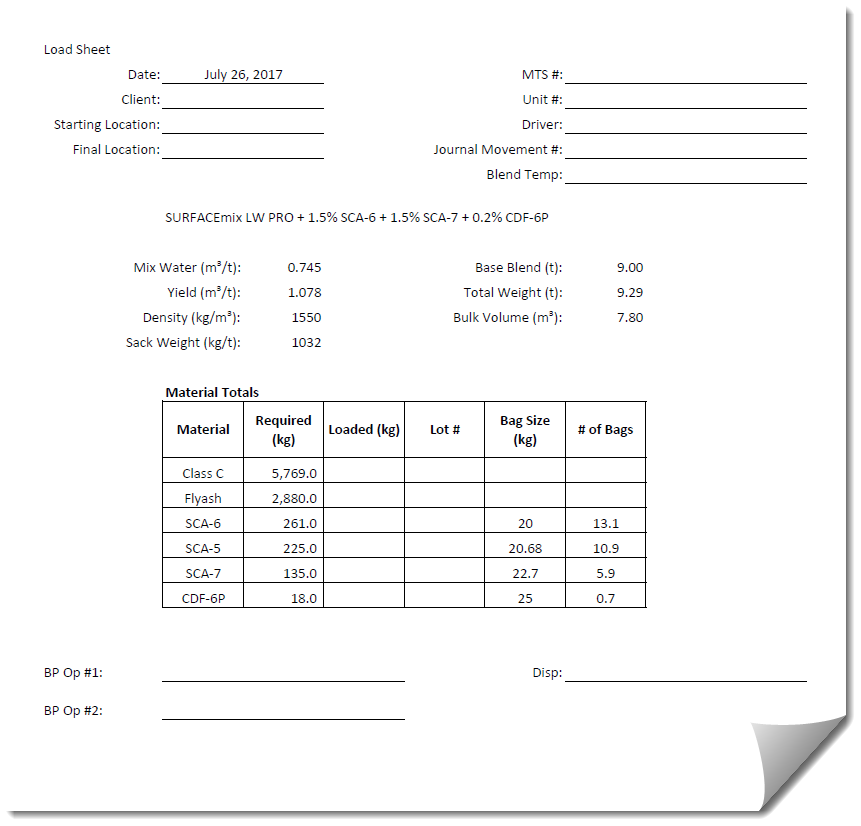 Load Sheet
Date: July 26, 2017 MTS #:
Client: Unit #:
Starting Location: Driver:
Final Location: Journal Movement #:
Blend Temp:
SURFACEmix LW PRO + 1.5% SCA-6 + 1.5% SCA-7 + 0.2% CDF-6P
Mix Water (m³/t): 0.745 Base Blend (t): 9.00
Yield (m³/t): 1.078 Total Weight (t): 9.29
Density (kg/m³): 1550 Bulk Volume (m³): 7.80
Sack Weight (kg/t): 1032
Material Totals
Material Required (kg) Loaded (kg) Lot # Bag Size (kg) # of Bags
Class C 5,769.0
Flyash 2,880.0
SCA-6 261.0 20 13.1
SCA-5 225.0 20.68 10.9
SCA-7 135.0 22.7 5.9
CDF-6P 18.0 25 0.7
BP Op #1: Disp:
BP Op #2: